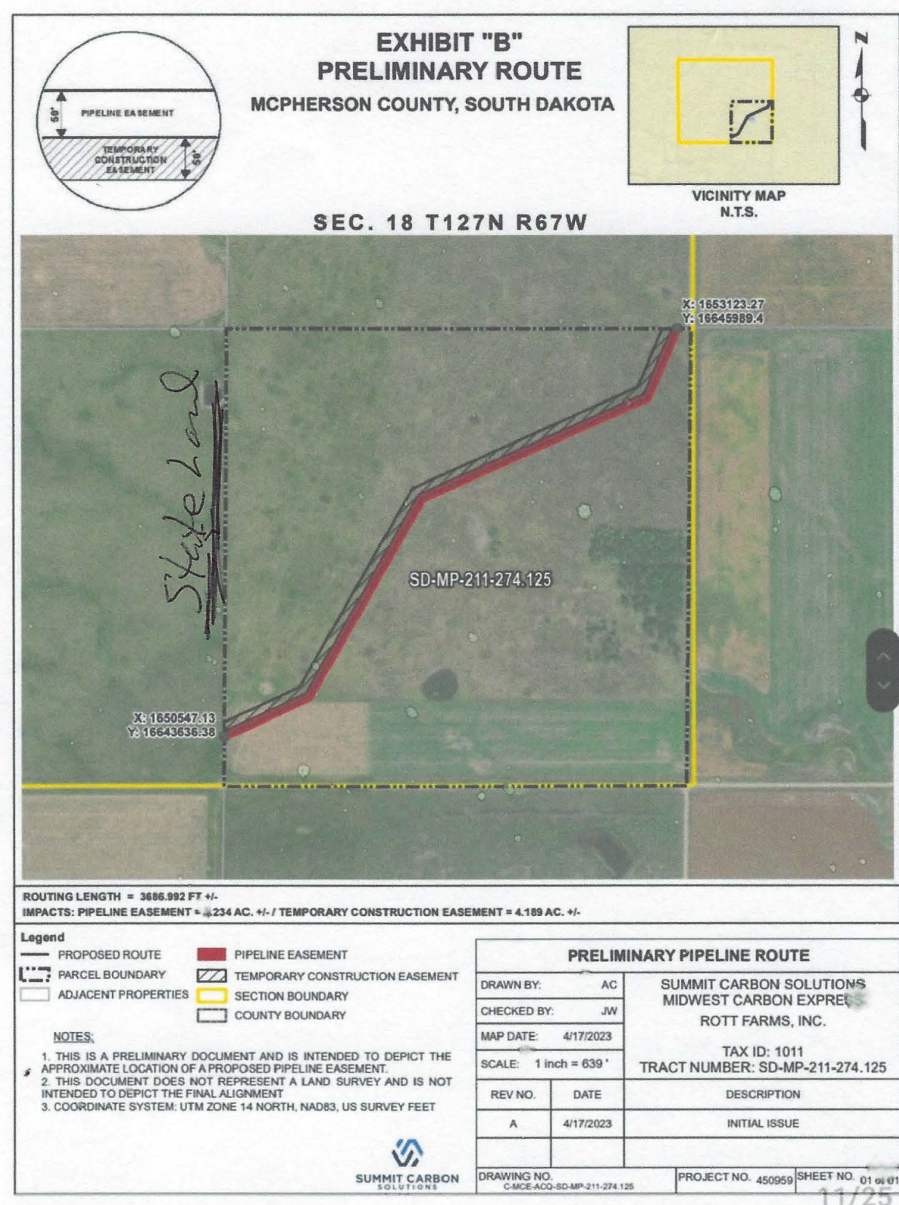 EXHIBIT "B"
PRELIMINARY ROUTE
MCPHERSON COUNTY, SOUTH DAKOTA
50'
PIPELINE EASEMENT
TEMPORARY
CONSTRUCTION
EASEMENT
50'
N
VICINITY MAP
N.T.S.
SEC. 18 T127N R67W
X: 1653123.27
Y: 16645989.4
State Land
SD-MP-211-274.125
X: 1650547.13
Y: 16643636.38
ROUTING LENGTH = 3686.992 FT +/-
IMPACTS: PIPELINE EASEMENT = 234 AC. +/- / TEMPORARY CONSTRUCTION EASEMENT = 4.189 AC. +/-
Legend
PROPOSED ROUTE
PARCEL BOUNDARY
ADJACENT PROPERTIES
PIPELINE EASEMENT
TEMPORARY CONSTRUCTION EASEMENT
SECTION BOUNDARY
COUNTY BOUNDARY
NOTES:
1. THIS IS A PRELIMINARY DOCUMENT AND IS INTENDED TO DEPICT THE
APPROXIMATE LOCATION OF A PROPOSED PIPELINE EASEMENT.
2. THIS DOCUMENT DOES NOT REPRESENT A LAND SURVEY AND IS NOT
INTENDED TO DEPICT THE FINAL ALIGNMENT
3. COORDINATE SYSTEM: UTM ZONE 14 NORTH, NAD83, US SURVEY FEET
SUMMIT CARBON
SOLUTIONS
PRELIMINARY PIPELINE ROUTE
DRAWN BY: AC
CHECKED BY: JW
MAP DATE: 4/17/2023
SCALE: 1 inch = 639 '
SUMMIT CARBON SOLUTIONS
MIDWEST CARBON EXPRESS
ROTT FARMS, INC.
TAX ID: 1011
TRACT NUMBER: SD-MP-211-274.125
REV NO. DATE DESCRIPTION
A 4/17/2023 INITIAL ISSUE
DRAWING NO.
C-MCE-ACQ-SD-MP-211-274.125
PROJECT NO. 450959
SHEET NO. 01 of 01
11/25